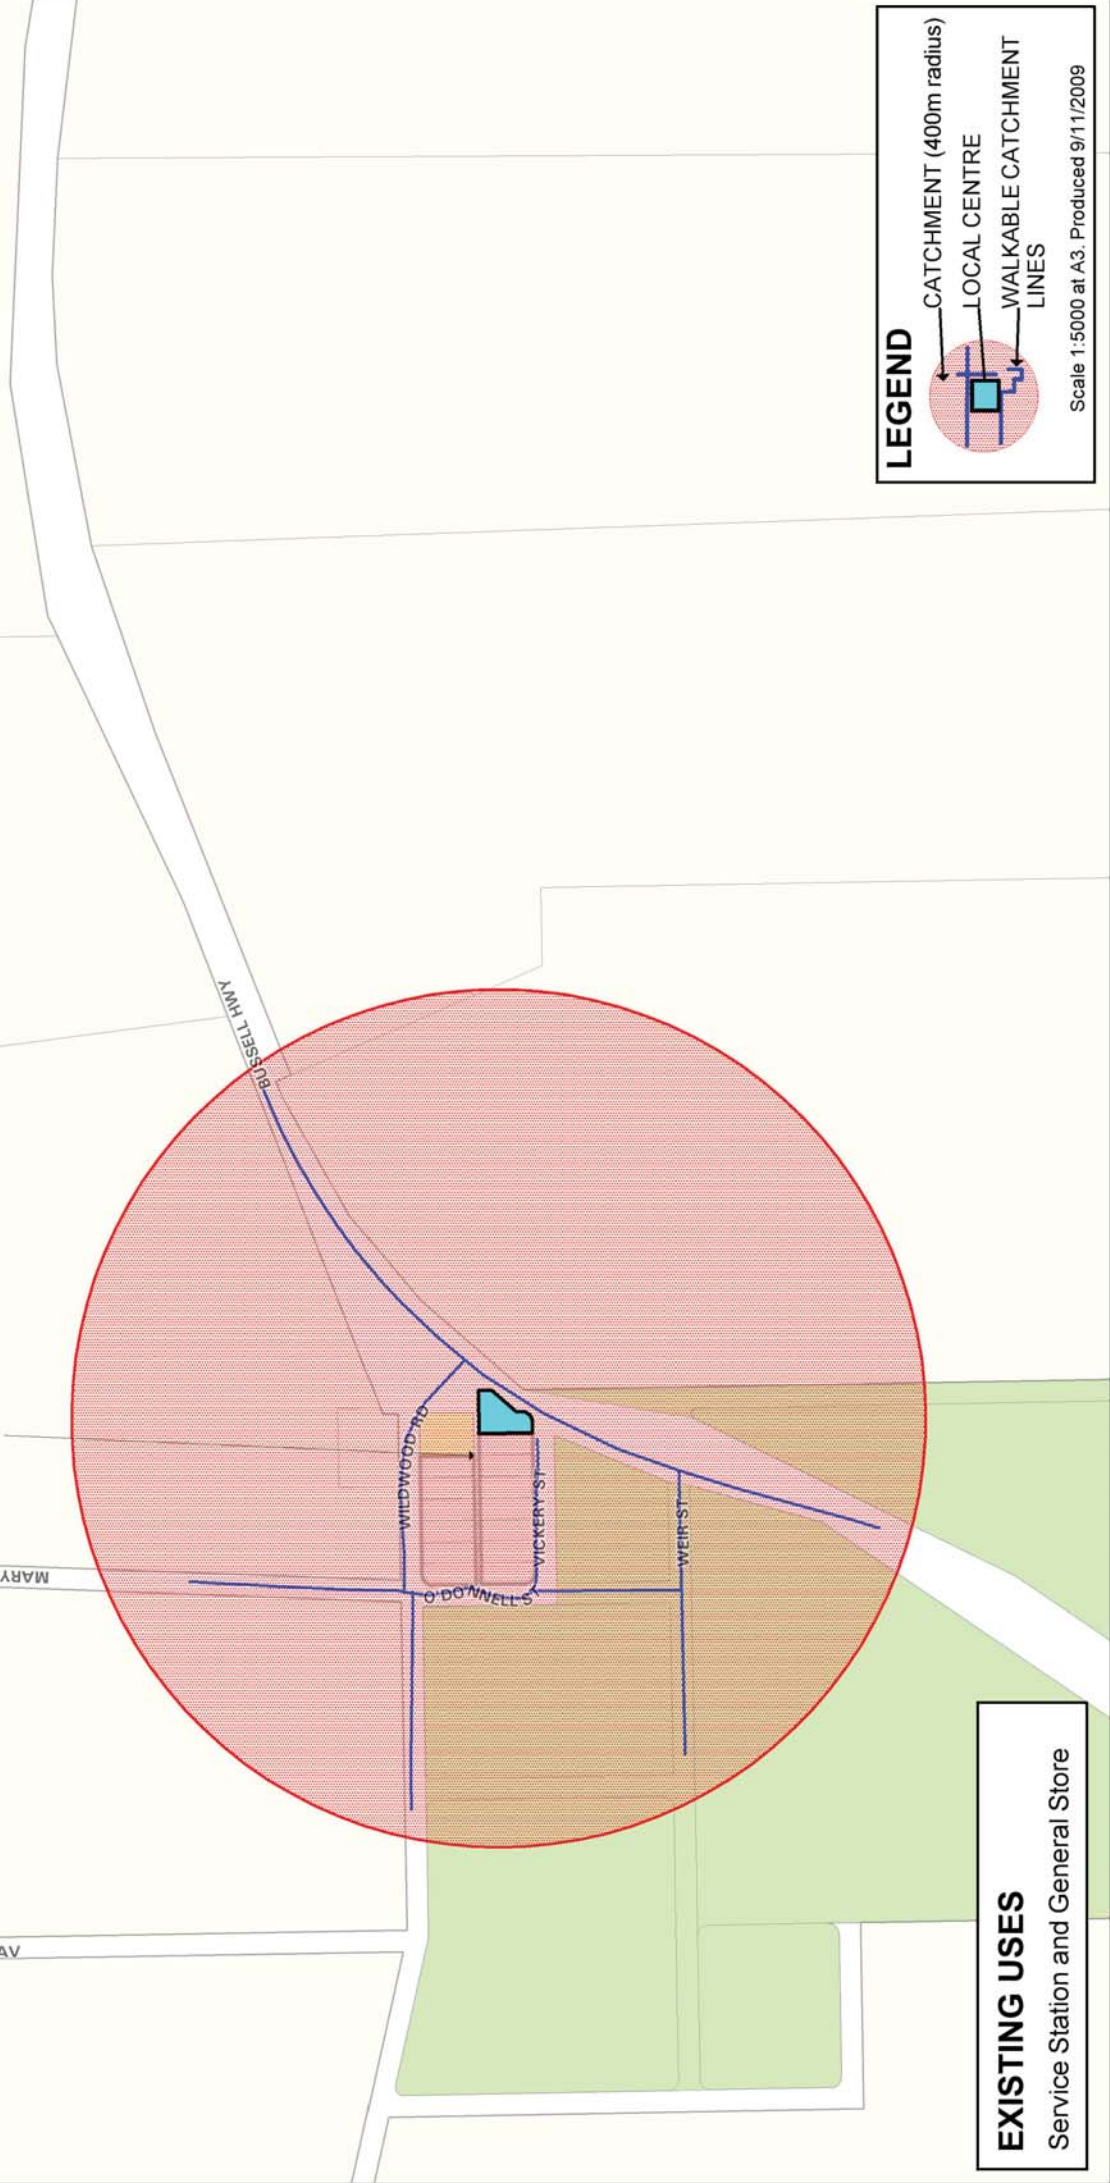 LEGEND
CATCHMENT (400m radius)
LOCAL CENTRE
WALKABLE CATCHMENT
LINES
Scale 1:5000 at A3. Produced 9/11/2009
BUSSELL HWY
WILDWOOD RD
VICKERY ST
WEIR ST
O'DONNELL ST
MARY
AV
EXISTING USES
Service Station and General Store